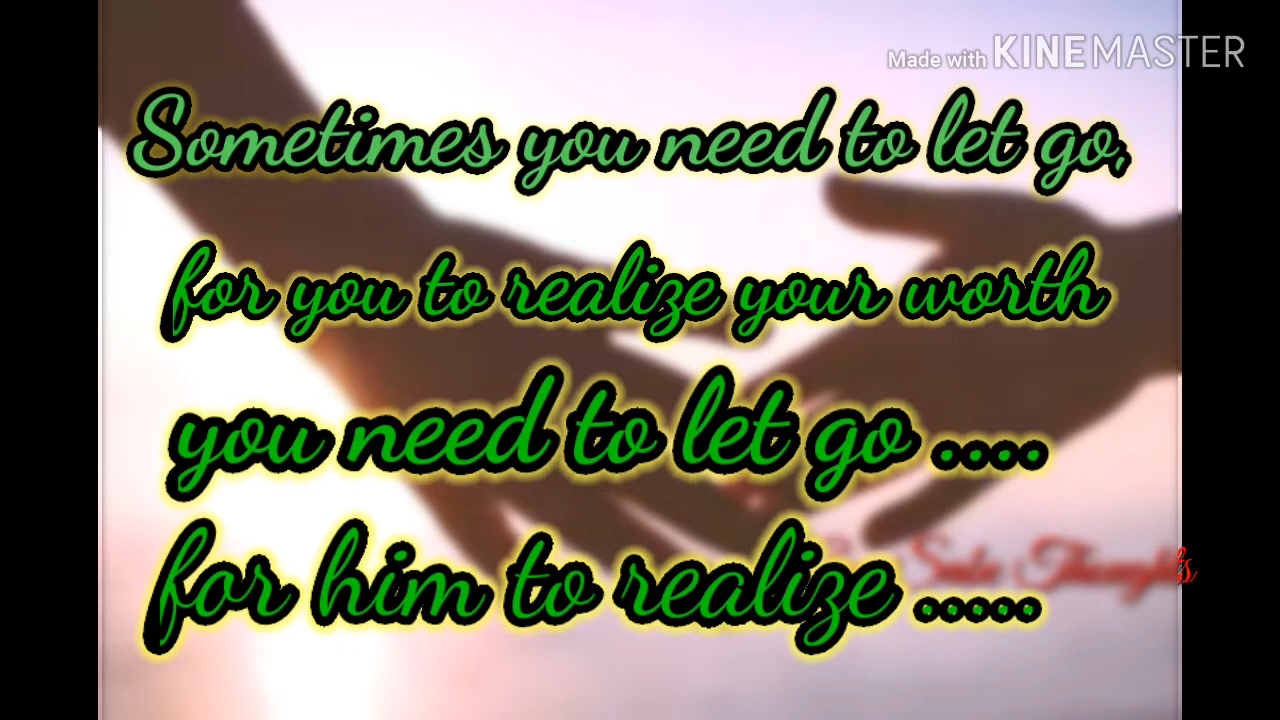 Made with KINEMASTER
Sometimes you need to let go,
for you to realize your worth
you need to let go ....
for him to realize .....
Thoughts